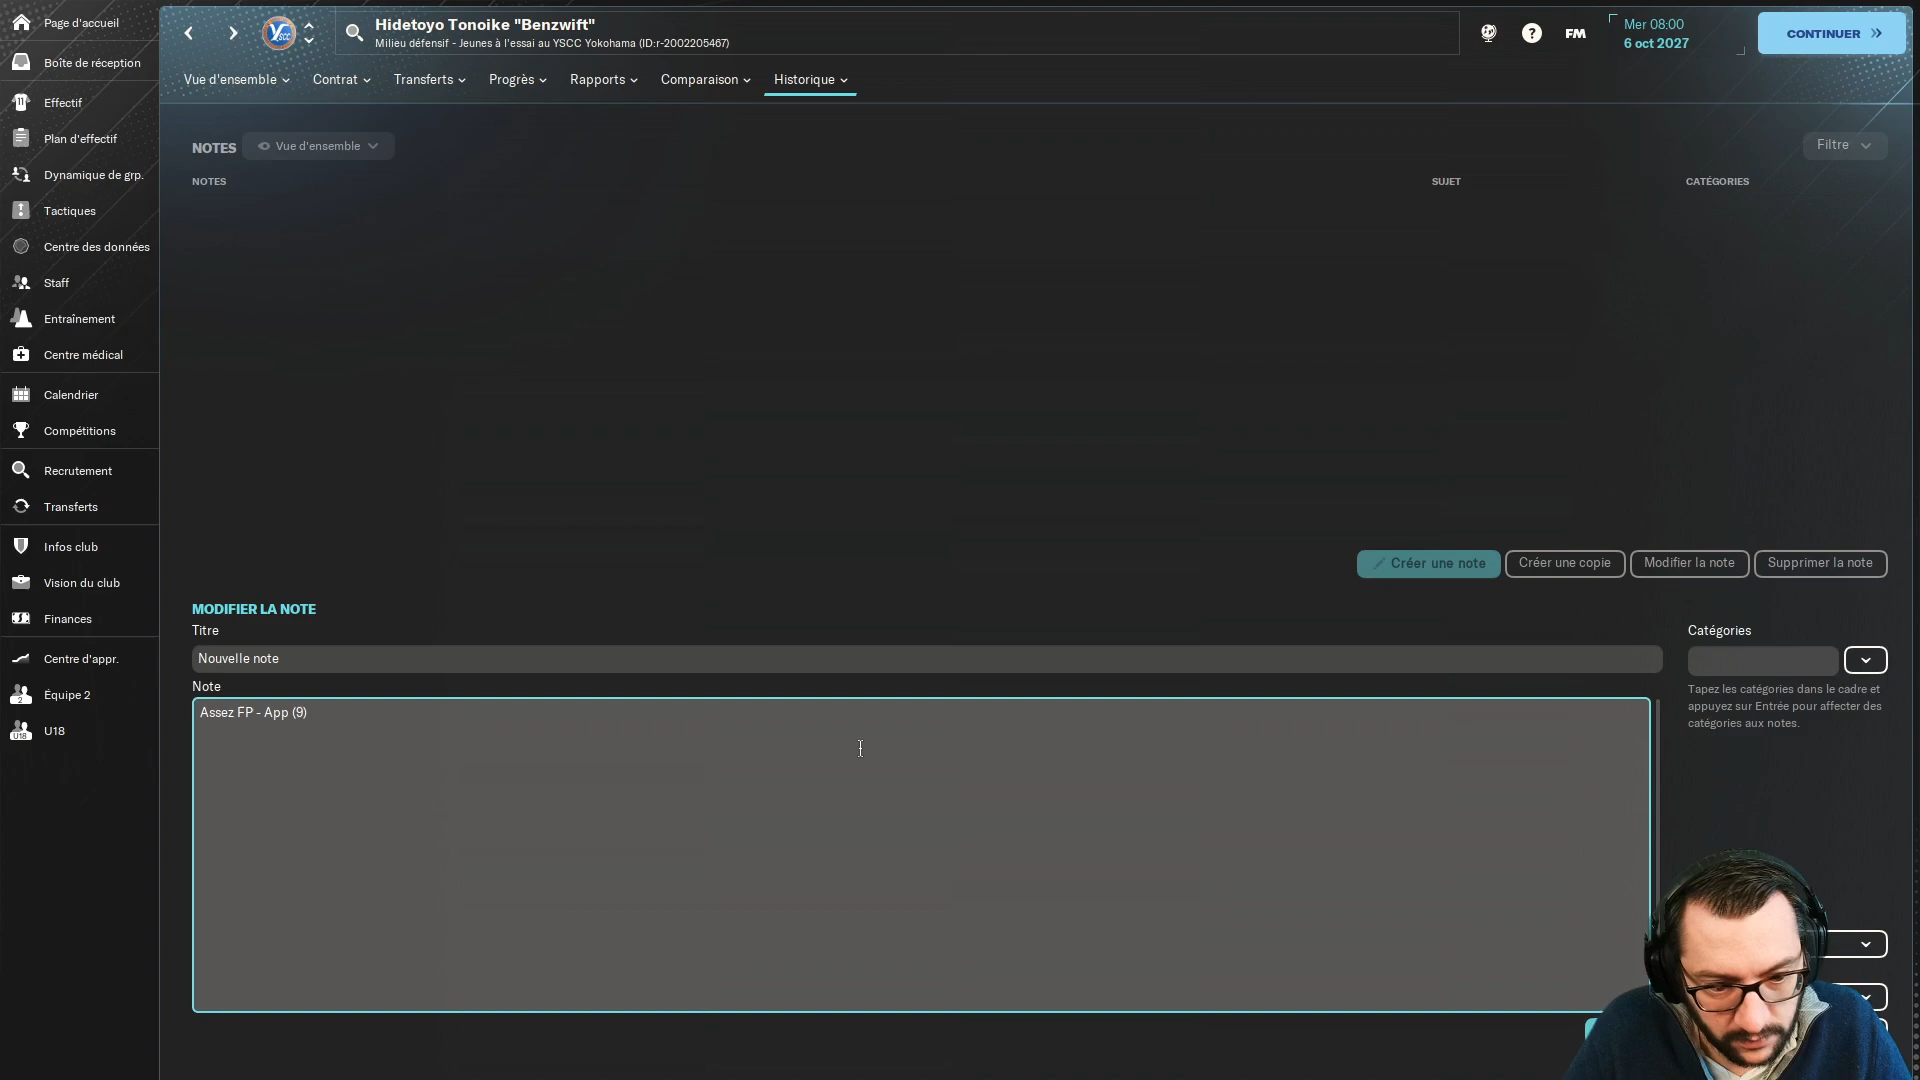 Page d'accueil
Boîte de réception
Effectif
Plan d'effectif
Dynamique de grp.
Tactiques
Centre des données
Staff
Entraînement
Centre médical
Calendrier
Compétitions
Recrutement
Transferts
Infos club
Vision du club
Finances
Centre d'appr.
Équipe 2
U18
Hidetoyo Tonoike "Benzwift"
Milieu défensif - Jeunes à l'essai au YSCC Yokohama (ID:r-2002205467)
FM
Mer 08:00
6 oct 2027
CONTINUER
Vue d'ensemble
Contrat
Transferts
Progrès
Rapports
Comparaison
Historique
NOTES
Vue d'ensemble
Filtre
NOTES
SUJET
CATÉGORIES
Créer une note
Créer une copie
Modifier la note
Supprimer la note
MODIFIER LA NOTE
Titre
Nouvelle note
Note
Assez FP - App (9)
Catégories
Tapez les catégories dans le cadre et
appuyez sur Entrée pour affecter des
catégories aux notes.